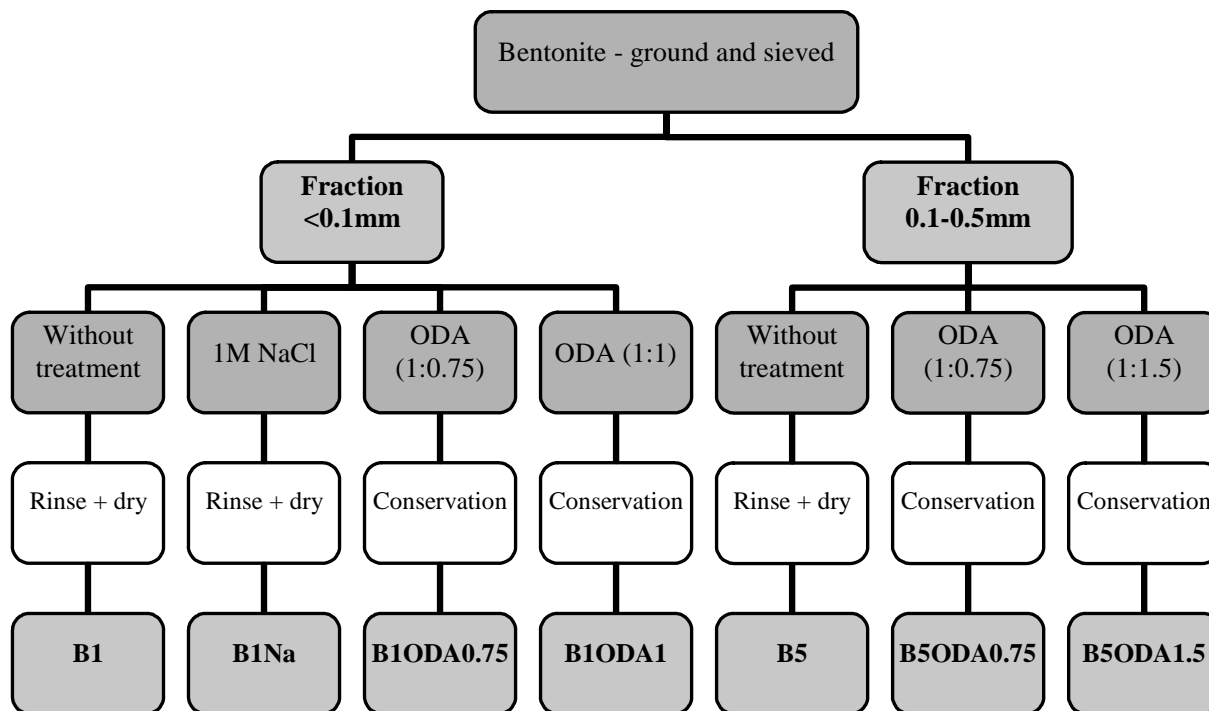 Bentonite - ground and sieved
Fraction
<0.1mm
Fraction
0.1-0.5mm
Without
treatment
1M NaCl
ODA
(1:0.75)
ODA (1:1)
Without
treatment
ODA
(1:0.75)
ODA
(1:1.5)
Rinse + dry
Rinse + dry
Conservation
Conservation
Rinse + dry
Conservation
Conservation
B1
B1Na
B1ODA0.75
B1ODA1
B5
B5ODA0.75
B5ODA1.5